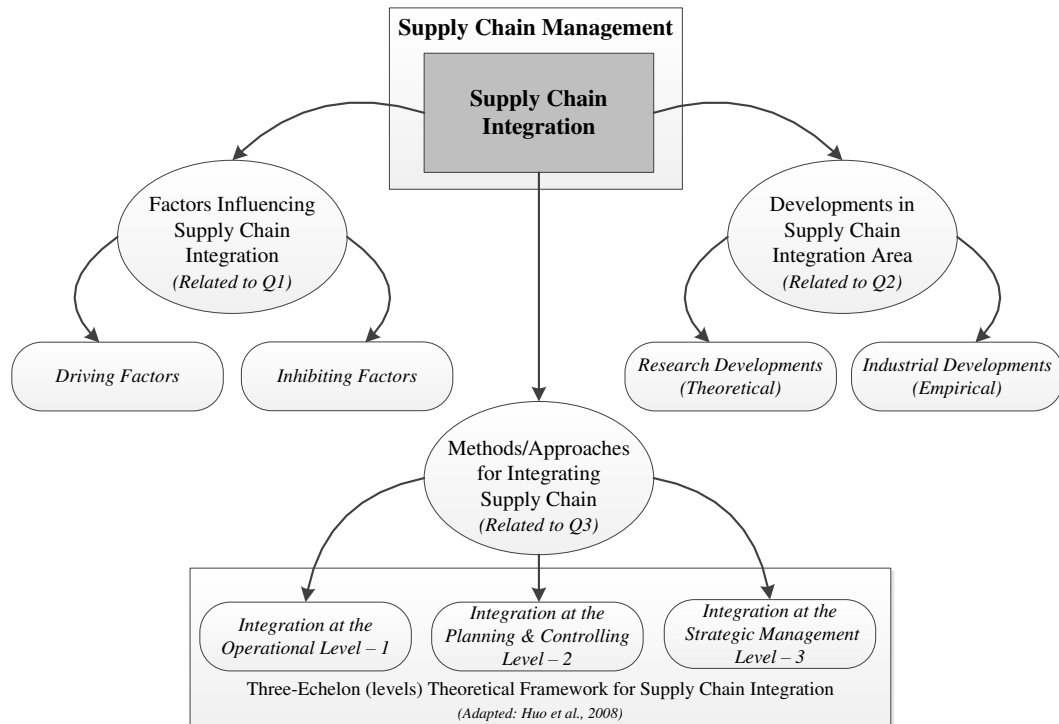 Supply Chain Management
Supply Chain
Integration
Factors Influencing
Supply Chain
Integration
(Related to Q1)
Developments in
Supply Chain
Integration Area
(Related to Q2)
Driving Factors
Inhibiting Factors
Research Developments
(Theoretical)
Industrial Developments
(Empirical)
Methods/Approaches
for Integrating
Supply Chain
(Related to Q3)
Integration at the
Operational Level – 1
Integration at the
Planning & Controlling
Level – 2
Integration at the
Strategic Management
Level – 3
Three-Echelon (levels) Theoretical Framework for Supply Chain Integration
(Adapted: Huo et al., 2008)